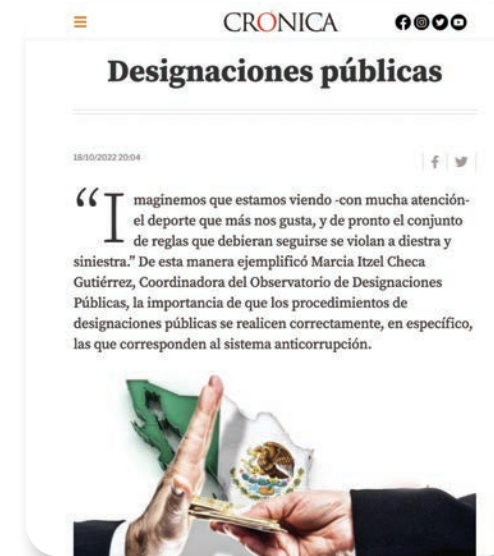 CRÓNICA
Designaciones públicas
18/10/2022 20:04
“Imaginemos que estamos viendo -con mucha atención-
el deporte que más nos gusta, y de pronto el conjunto
de reglas que debieran seguirse se violan a diestra y
siniestra.” De esta manera ejemplificó Marcia Itzel Checa
Gutiérrez, Coordinadora del Observatorio de Designaciones
Públicas, la importancia de que los procedimientos de
designaciones públicas se realicen correctamente, en específico,
las que corresponden al sistema anticorrupción.